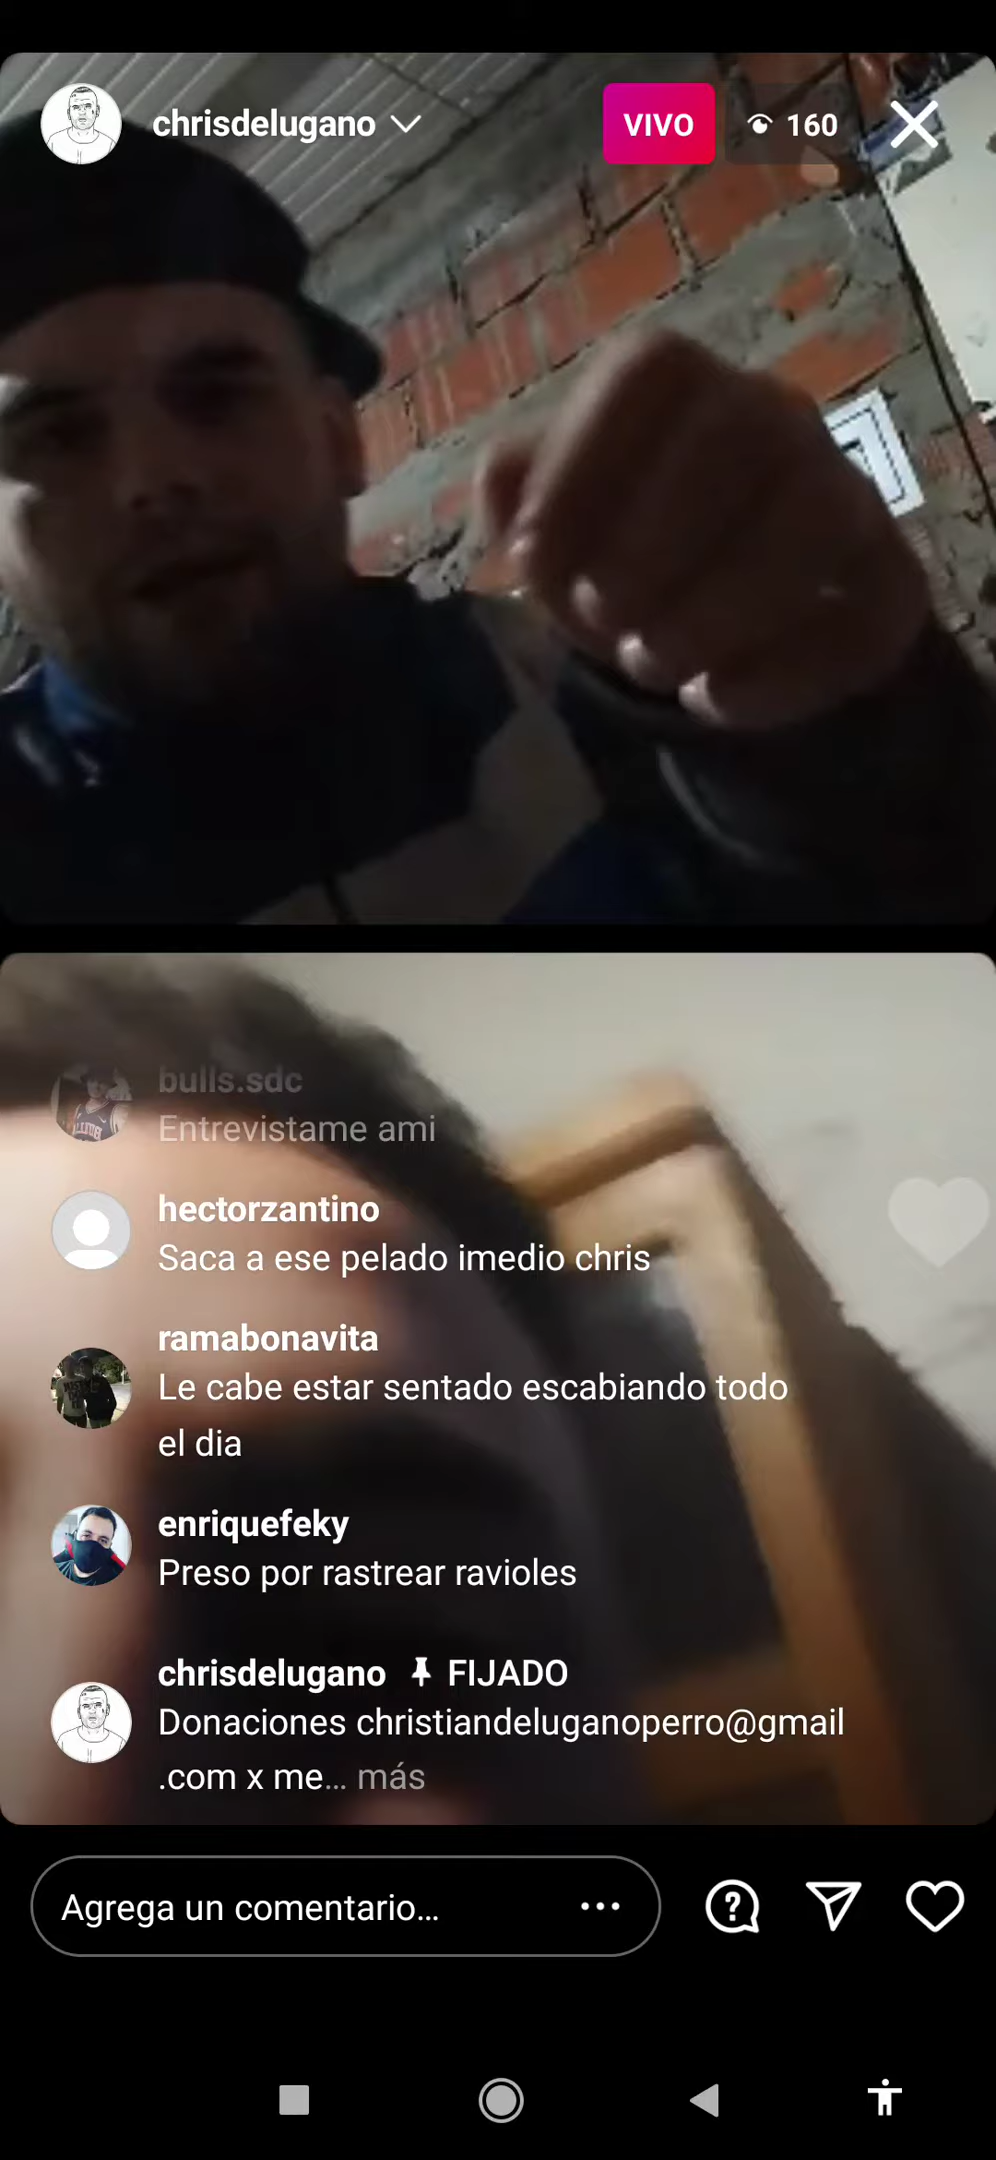 chrisdelugano
VIVO
160
bulls.sdc
Entrevistame ami
hectorzantino
Saca a ese pelado imedio chris
ramabonavita
Le cabe estar sentado escabiando todo
el dia
enriquefeky
Preso por rastrear ravioles
chrisdelugano FIJADO
Donaciones christiandeluganoperro@gmail
.com x me... más
Agrega un comentario...